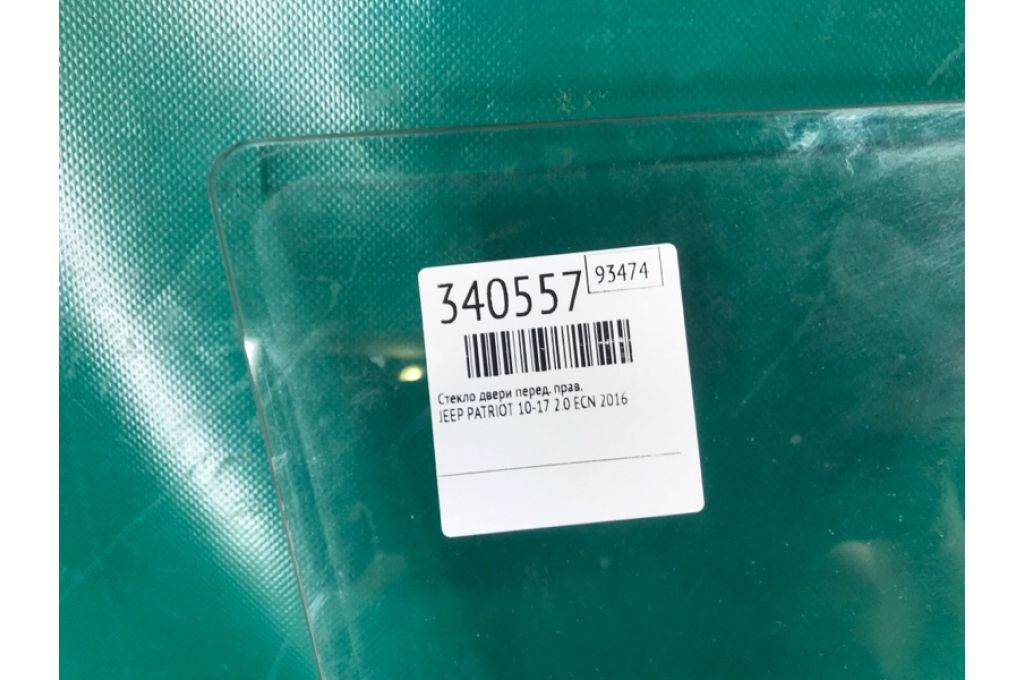 340557 93474
Стекло двери перед. прав.
JEEP PATRIOT 10-17 2.0 ECN 2016